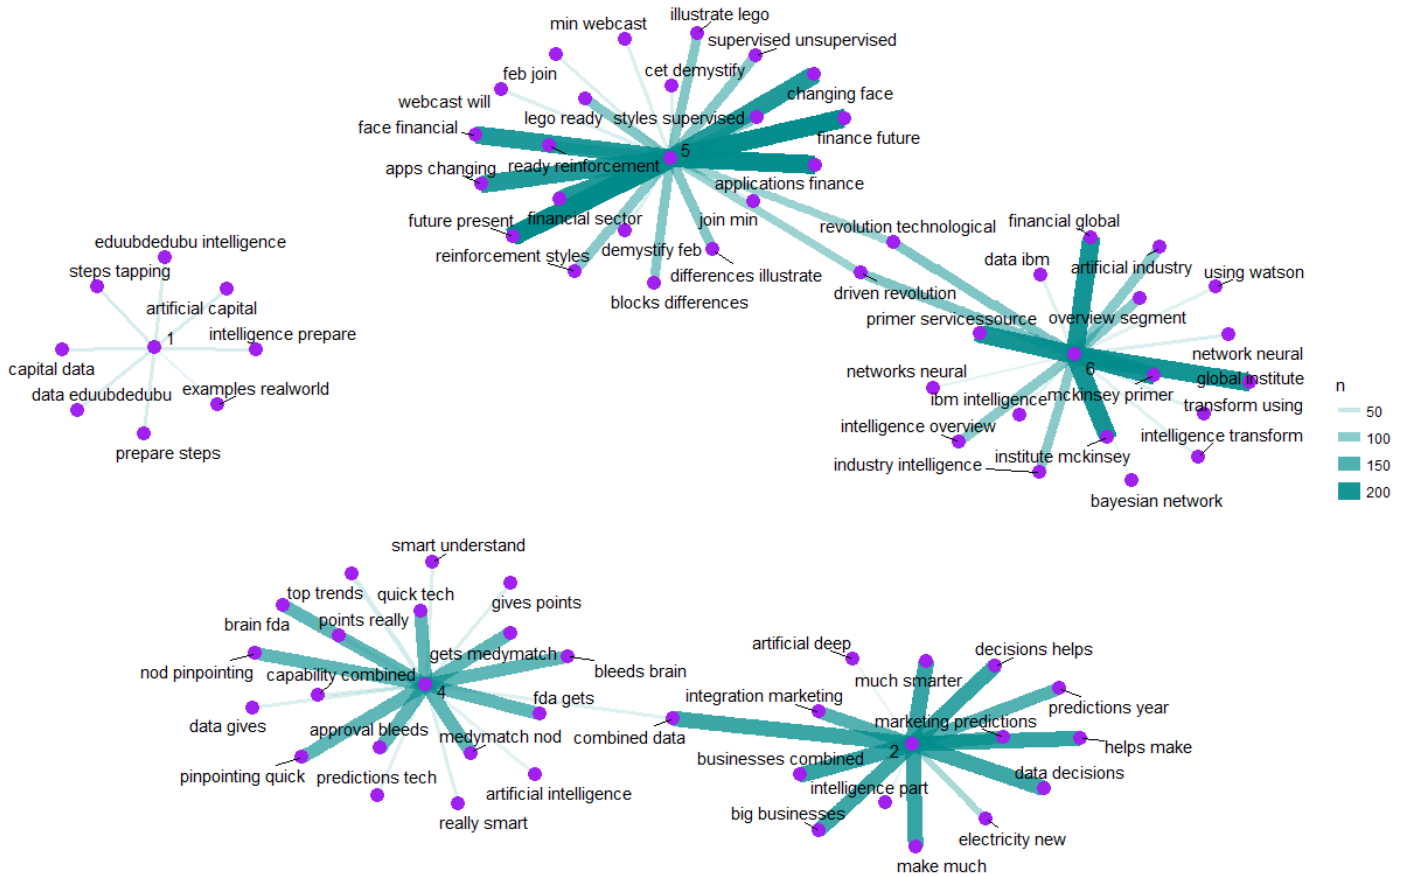 illustrate lego
min webcast
supervised unsupervised
feb join
cet demystify
changing face
webcast will
lego ready
styles supervised
face financial
finance future
5
ready reinforcement
apps changing
applications finance
future present
financial sector
join min
revolution technological
financial global
reinforcement styles
demystify feb
differences illustrate
data ibm
artificial industry
using watson
blocks differences
driven revolution
primer servicessource
overview segment
network neural
networks neural
6
global institute
ibm intelligence
mckinsey primer
transform using
intelligence overview
institute mckinsey
intelligence transform
industry intelligence
bayesian network
eduubdedubu intelligence
steps tapping
artificial capital
1
intelligence prepare
capital data
data eduubdedubu
examples realworld
prepare steps
n
50
100
150
200
smart understand
top trends
quick tech
gives points
brain fda
points really
nod pinpointing
gets medymatch
bleeds brain
capability combined
4
fda gets
data gives
approval bleeds
medymatch nod
pinpointing quick
predictions tech
artificial intelligence
really smart
combined data
artificial deep
decisions helps
much smarter
integration marketing
predictions year
marketing predictions
2
helps make
businesses combined
data decisions
intelligence part
big businesses
electricity new
make much